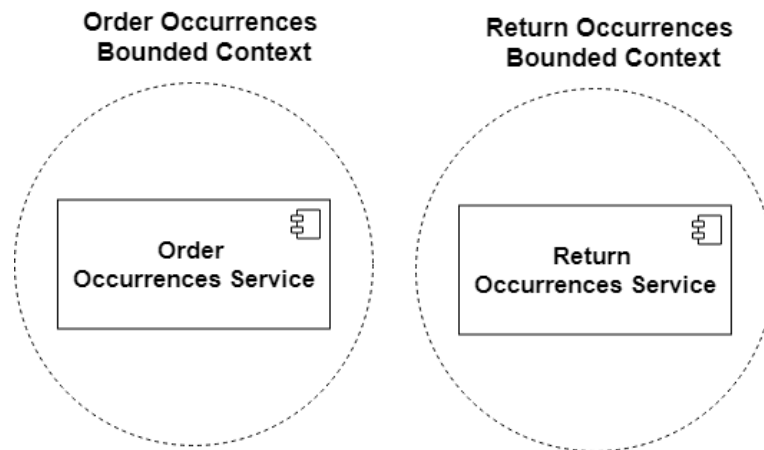 Order Occurrences
Bounded Context
Return Occurrences
Bounded Context
Order
Occurrences Service
Return
Occurrences Service